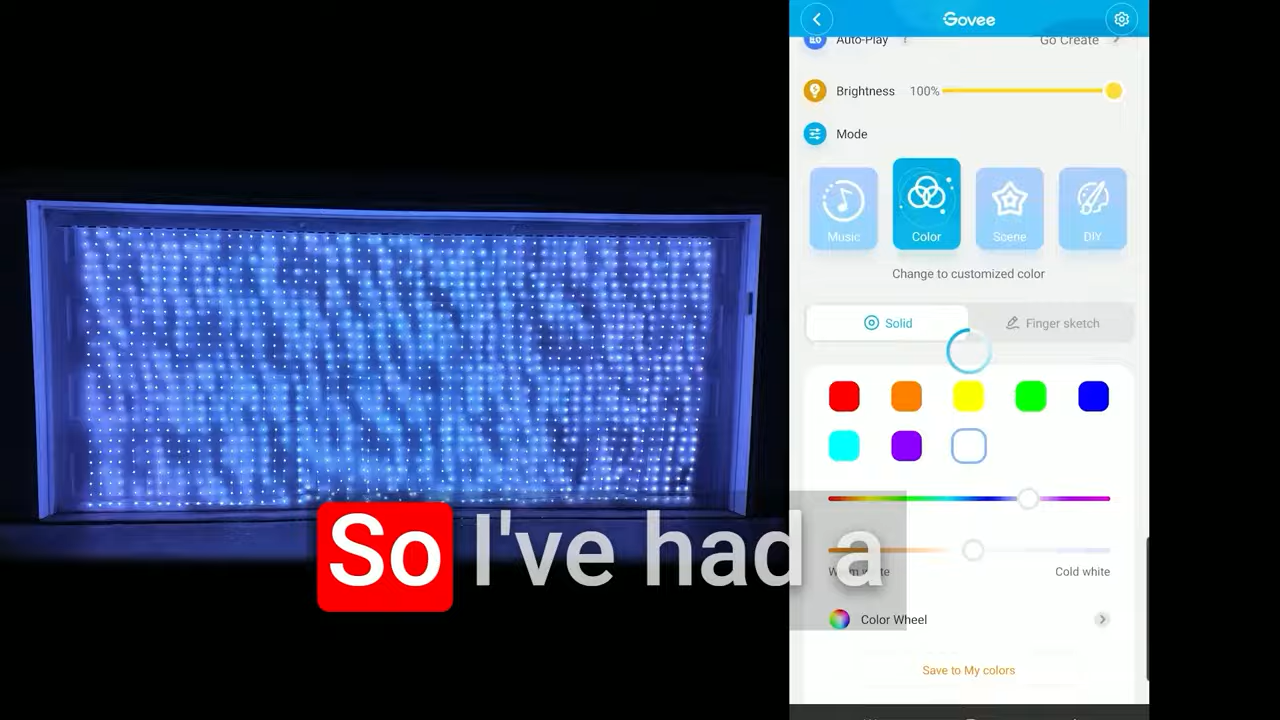 Govee
Auto-Play
Go Create
Brightness 100%
Mode
Music
Color
Scene
DIY
Change to customized color
Solid
Finger sketch
So I've had a
Cold white
Color Wheel
Save to My colors